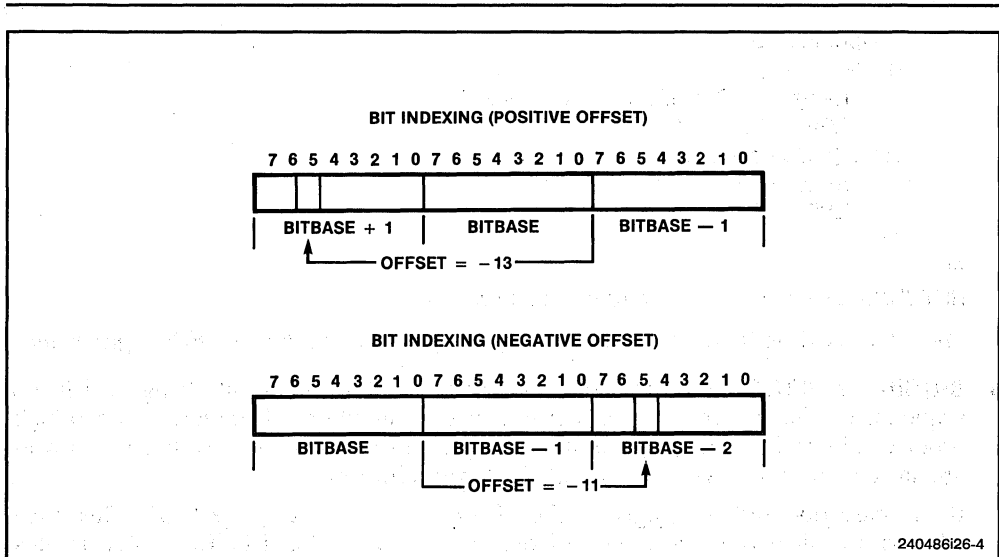 BIT INDEXING (POSITIVE OFFSET)
7 6 5 4 3 2 1 0 7 6 5 4 3 2 1 0 7 6 5 4 3 2 1 0
BITBASE + 1 BITBASE BITBASE — 1
OFFSET = −13
BIT INDEXING (NEGATIVE OFFSET)
7 6 5 4 3 2 1 0 7 6 5 4 3 2 1 0 7 6 5 4 3 2 1 0
BITBASE BITBASE — 1 BITBASE — 2
OFFSET = −11
240486i26-4